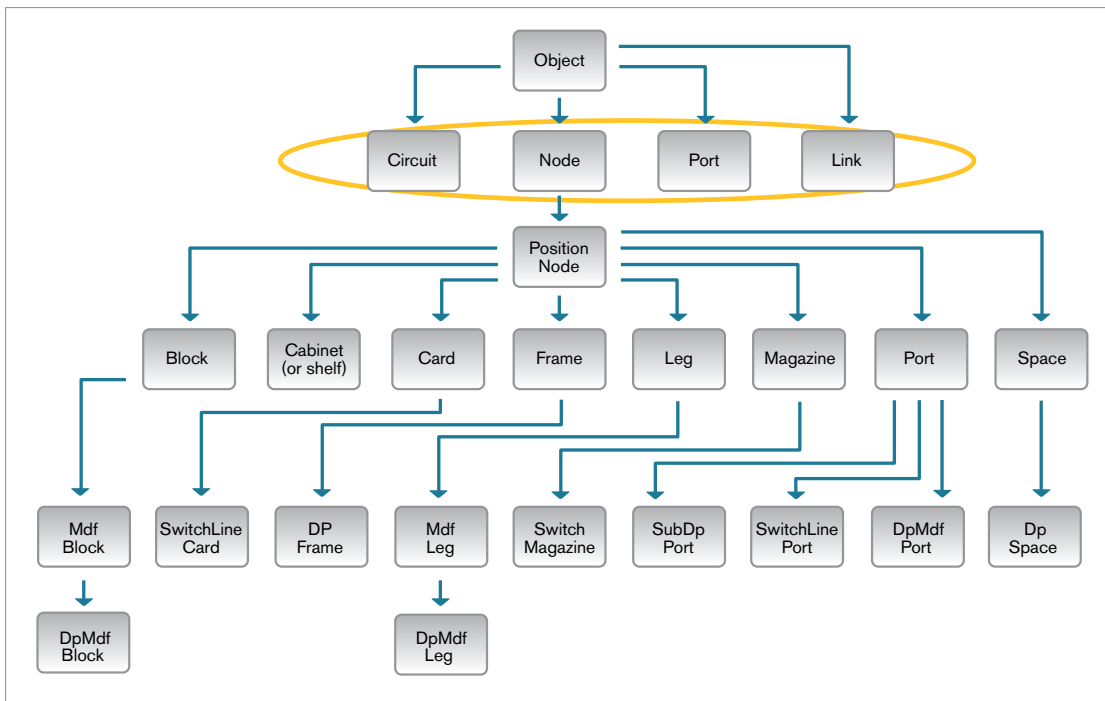 Object
Circuit
Node
Port
Link
Position
Node
Block
Cabinet
(or shelf)
Card
Frame
Leg
Magazine
Port
Space
Mdf
Block
SwitchLine
Card
DP
Frame
Mdf
Leg
Switch
Magazine
SubDp
Port
SwitchLine
Port
DpMdf
Port
Dp
Space
DpMdf
Block
DpMdf
Leg